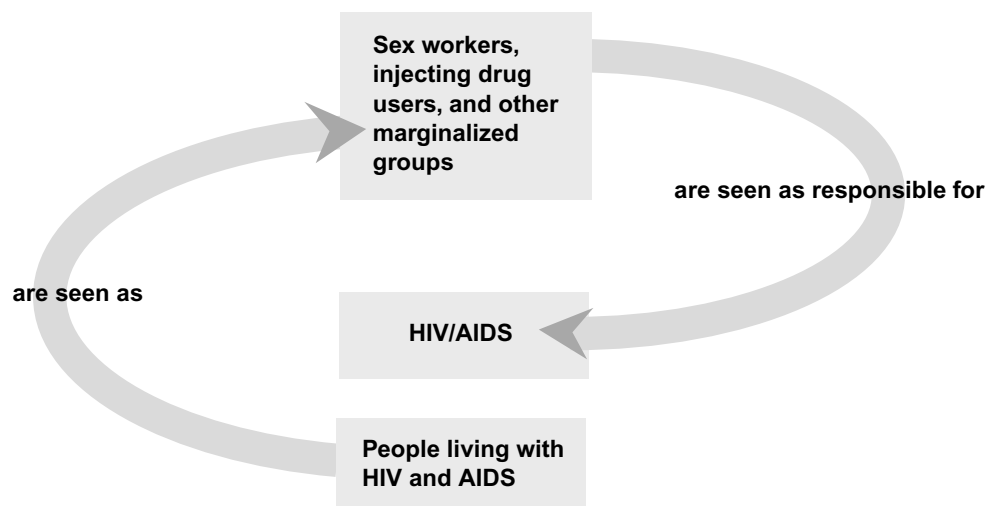 Sex workers,
injecting drug
users, and other
marginalized
groups
are seen as responsible for
are seen as
HIV/AIDS
People living with
HIV and AIDS